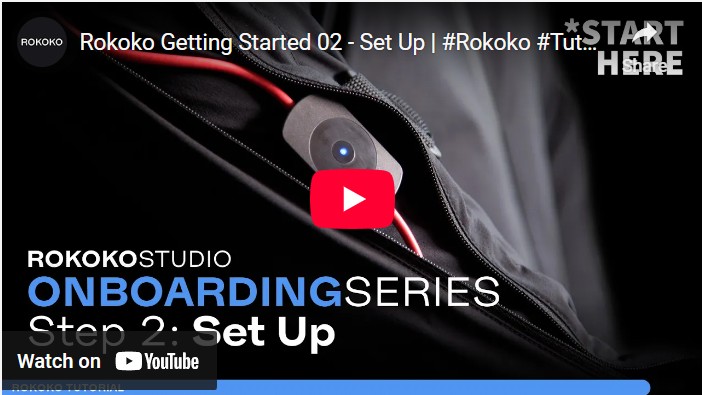 ROKOKO
Rokoko Getting Started 02 - Set Up | #Rokoko #Tut...
*START
HERE
Share
ROKOKOSTUDIO
ONBOARDINGSERIES
Step 2: Set Up
Watch on YouTube
ROKOKO TUTORIAL